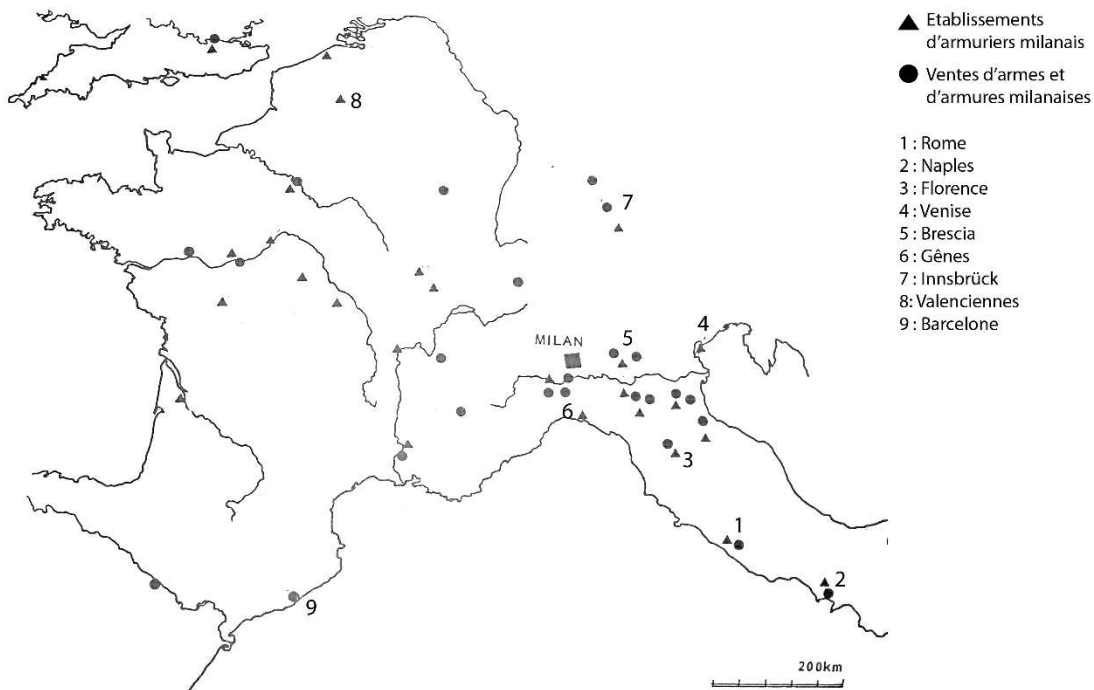 Etablissements
d'armuriers milanais
Ventes d'armes et
d'armures milanaises
1 : Rome
2 : Naples
3 : Florence
4 : Venise
5 : Brescia
6 : Gênes
7 : Innsbrück
8: Valenciennes
9 : Barcelone
8
7
MILAN
5
4
6
3
1
2
9
200km